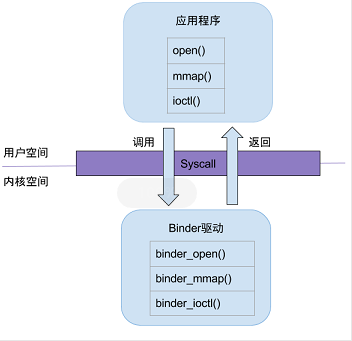 应用程序
open()
mmap()
ioctl()
调用
返回
用户空间
Syscall
内核空间
Binder驱动
binder_open()
binder_mmap()
binder_ioctl()